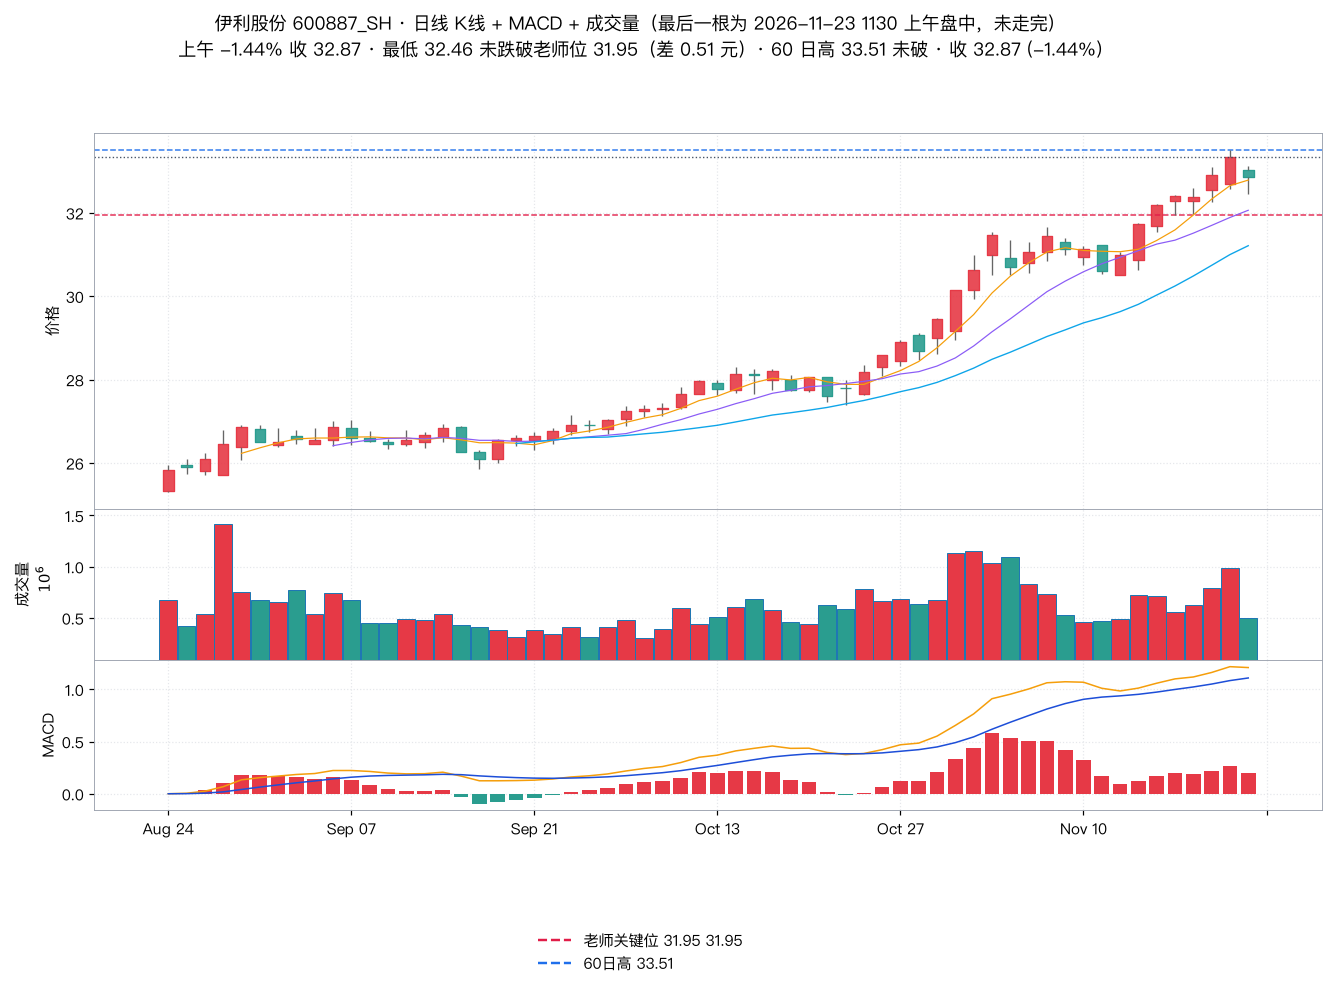 伊利股份 600887_SH · 日线 K线 + MACD + 成交量（最后一根为 2026−11−23 1130 上午盘中，未走完）
上午 −1.44% 收 32.87 · 最低 32.46 未跌破老师位 31.95（差 0.51 元）· 60 日高 33.51 未破 · 收 32.87 (−1.44%)
32
30
28
26
价格
1.5
1.0
0.5
成交量
10⁶
1.0
0.5
0.0
MACD
Aug 24
Sep 07
Sep 21
Oct 13
Oct 27
Nov 10
老师关键位 31.95 31.95
60日高 33.51